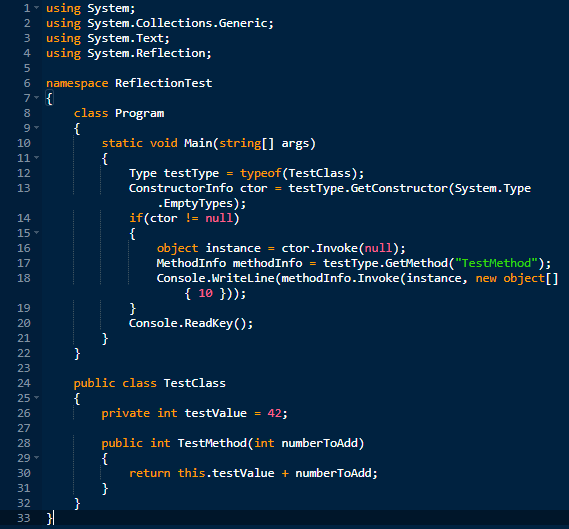 1 using System;
2 using System.Collections.Generic;
3 using System.Text;
4 using System.Reflection;
5
6 namespace ReflectionTest
7 {
8     class Program
9     {
10         static void Main(string[] args)
11         {
12             Type testType = typeof(TestClass);
13             ConstructorInfo ctor = testType.GetConstructor(System.Type
                .EmptyTypes);
14             if(ctor != null)
15             {
16                 object instance = ctor.Invoke(null);
17                 MethodInfo methodInfo = testType.GetMethod("TestMethod");
18                 Console.WriteLine(methodInfo.Invoke(instance, new object[]
                    { 10 }));
19             }
20             Console.ReadKey();
21         }
22     }
23
24     public class TestClass
25     {
26         private int testValue = 42;
27
28         public int TestMethod(int numberToAdd)
29         {
30             return this.testValue + numberToAdd;
31         }
32     }
33 }